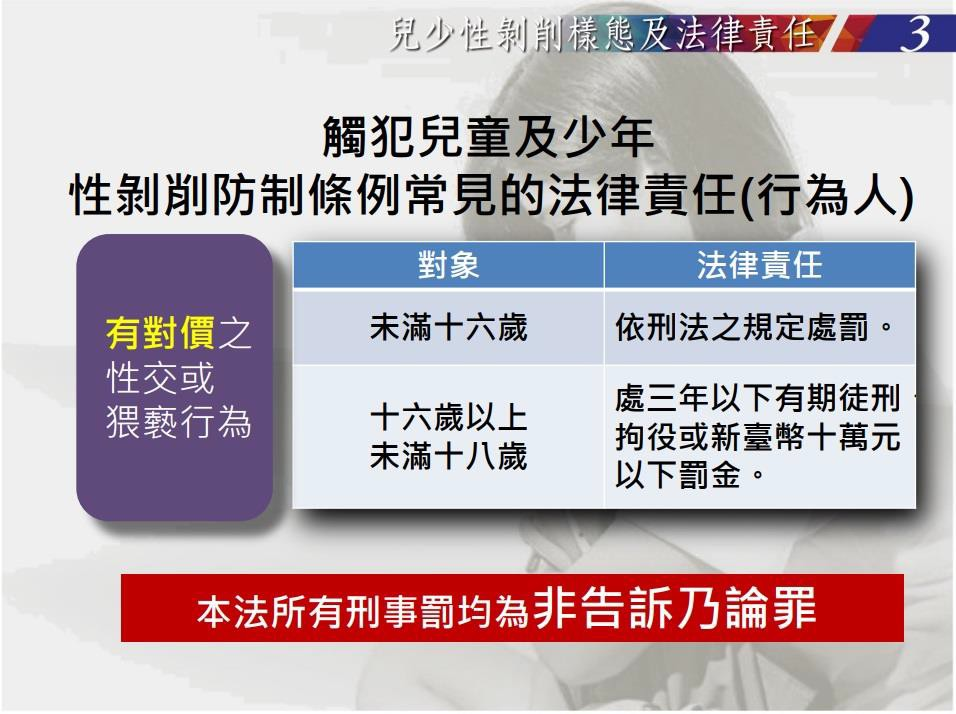 兒少性剝削樣態及法律責任 3
觸犯兒童及少年
性剝削防制條例常見的法律責任(行為人)
有對價之
性交或
猥褻行為
對象 法律責任
未滿十六歲 依刑法之規定處罰。
十六歲以上
未滿十八歲
處三年以下有期徒刑、
拘役或新臺幣十萬元
以下罰金。
本法所有刑事罰均為非告訴乃論罪